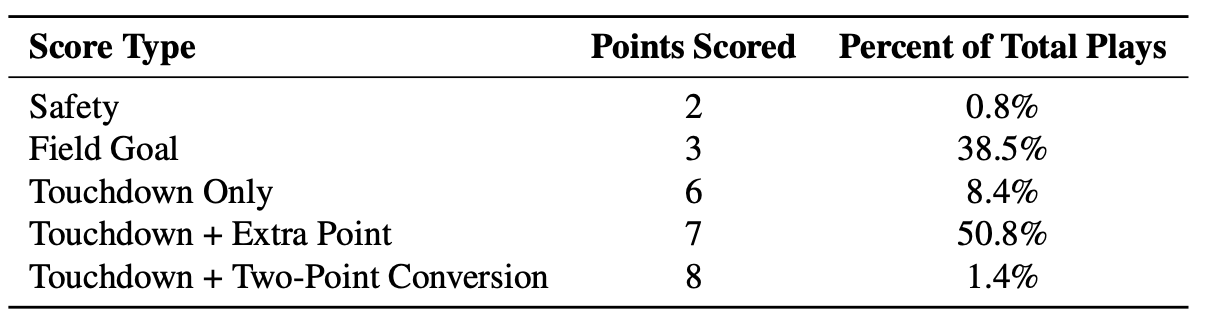 Score Type Points Scored Percent of Total Plays
Safety 2 0.8%
Field Goal 3 38.5%
Touchdown Only 6 8.4%
Touchdown + Extra Point 7 50.8%
Touchdown + Two-Point Conversion 8 1.4%